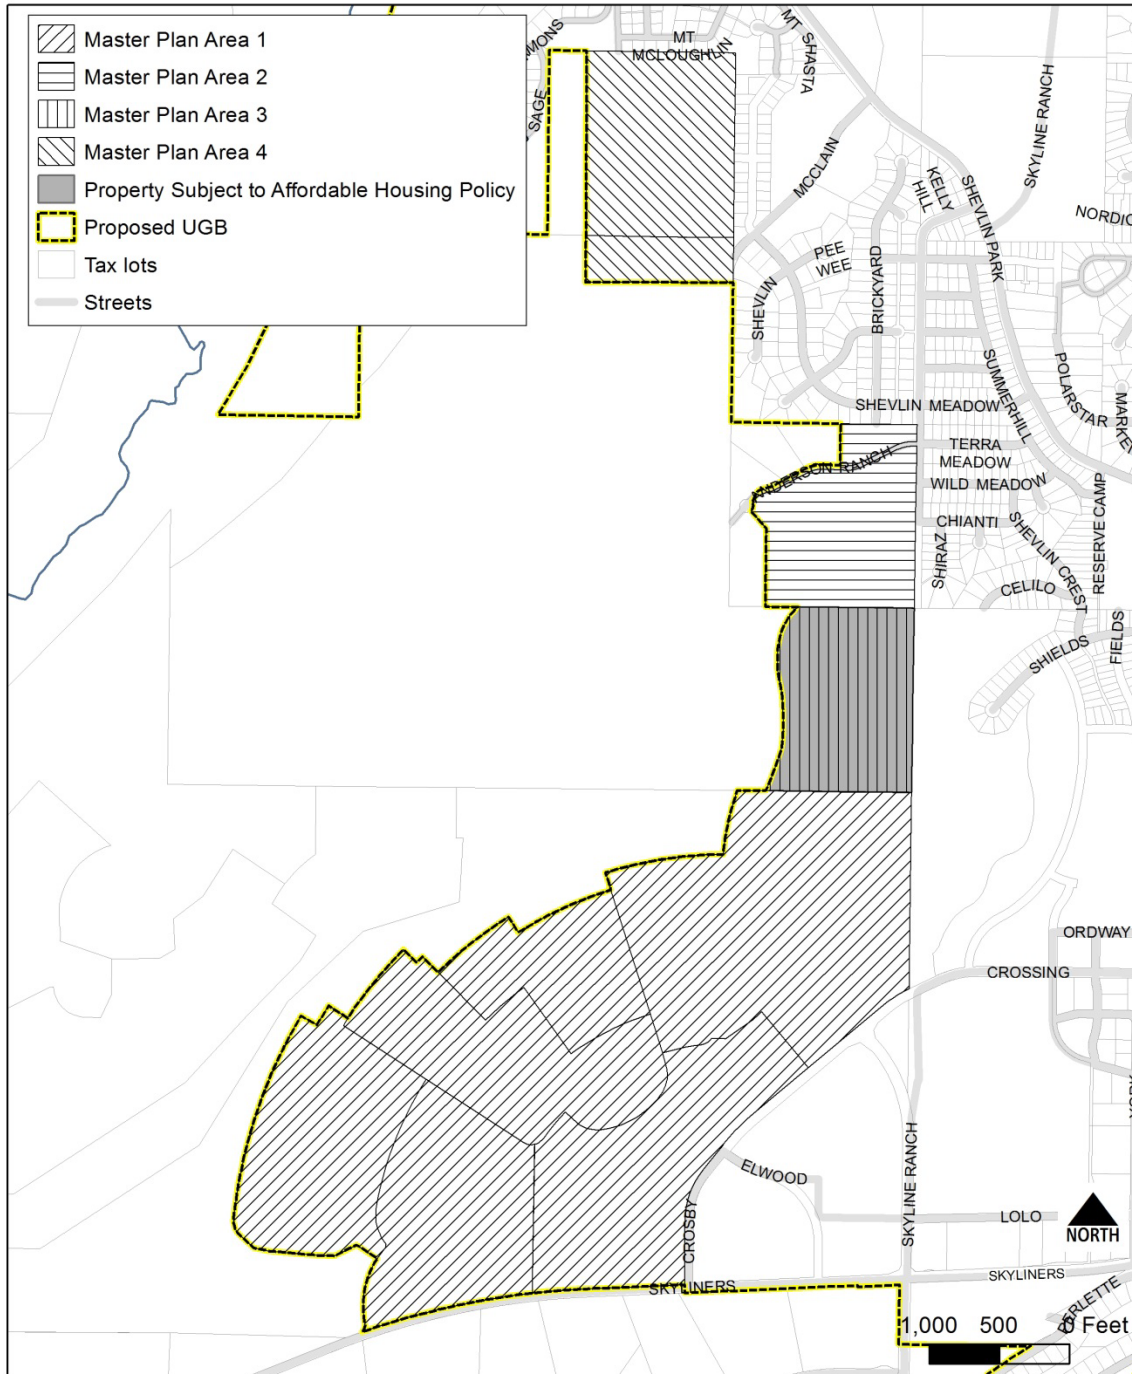 Master Plan Area 1
Master Plan Area 2
Master Plan Area 3
Master Plan Area 4
Property Subject to Affordable Housing Policy
Proposed UGB
Tax lots
Streets
SAGE
MT
MCLOUGHLIN
MT SHASTA
MCCLAIN
SKYLINE RANCH
KELLY
HILL
SHEVLIN PARK
NORDIC
PEE
WEE
BRICKYARD
SHEVLIN
SUMMERHILL
POLARSTAR
SHEVLIN MEADOW
TERRA
MEADOW
ANDERSON RANCH
WILD MEADOW
CHIANTI
SHEVLIN CREST
RESERVE CAMP
SHIRAZ
CELILO
FIELDS
SHIELDS
ORDWAY
CROSSING
ELWOOD
SKYLINE RANCH
LOLO
CROSBY
NORTH
SKYLINERS
SKYLINERS
1,000 500 0 Feet